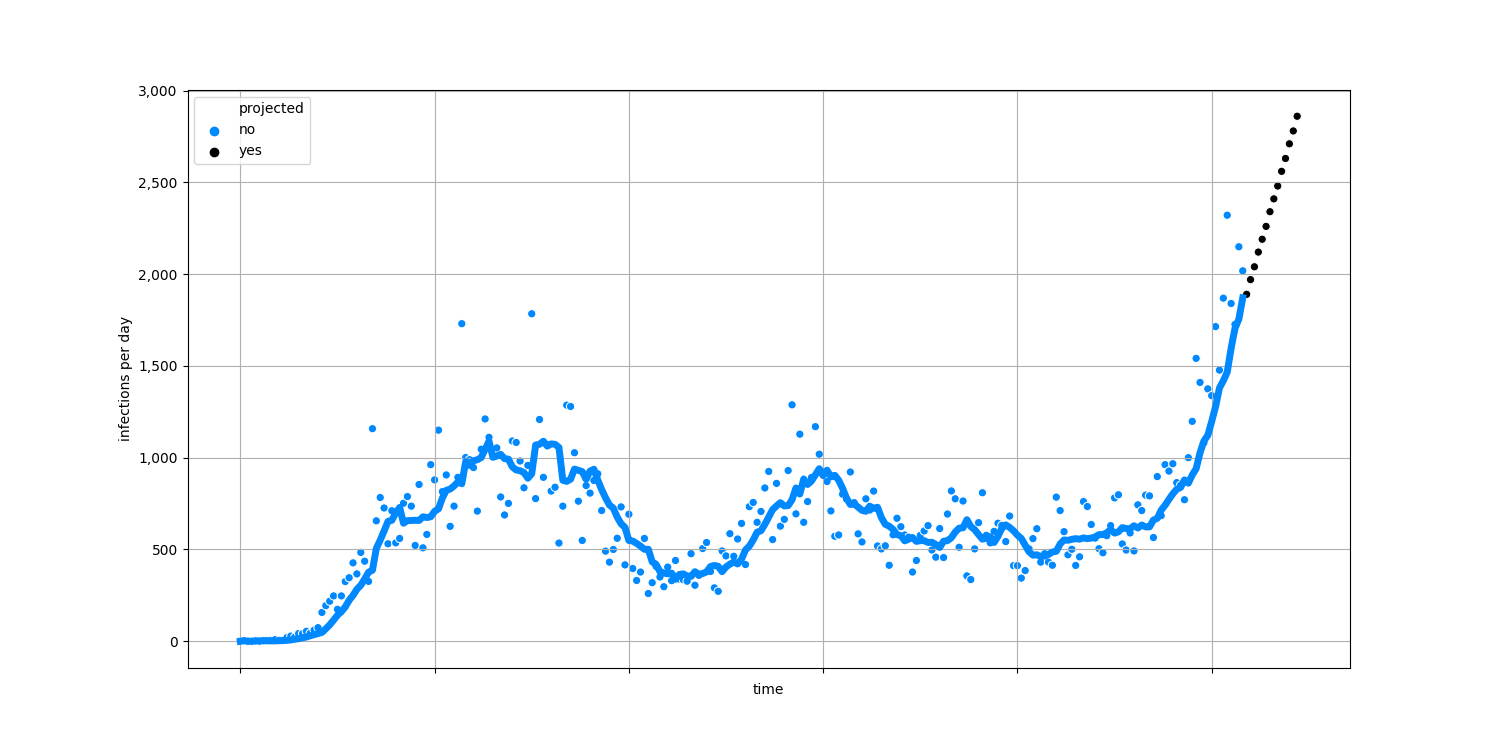 3,000
2,500
2,000
1,500
1,000
500
0
infections per day
time
projected
no
yes